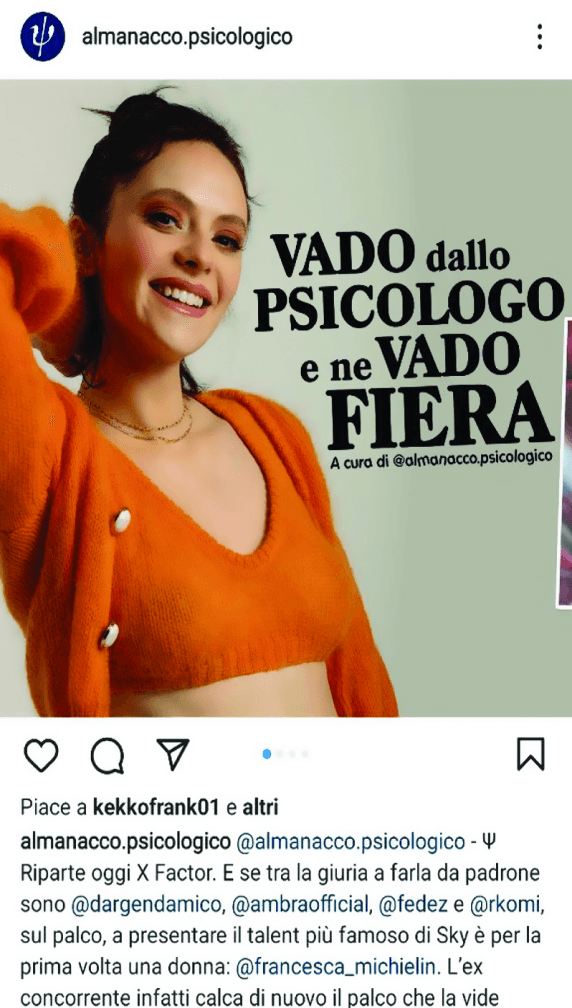 almanacco.psicologico
VADO dallo
PSICOLOGO
e ne VADO
FIERA
A cura di @almanacco.psicologico
Piace a kekkofrank01 e altri
almanacco.psicologico @almanacco.psicologico - Ψ
Riparte oggi X Factor. E se tra la giuria a farla da padrone
sono @dargendamico, @ambraofficial, @fedez e @rkomi,
sul palco, a presentare il talent più famoso di Sky è per la
prima volta una donna: @francesca_michielin. L'ex
concorrente infatti calca di nuovo il palco che la vide